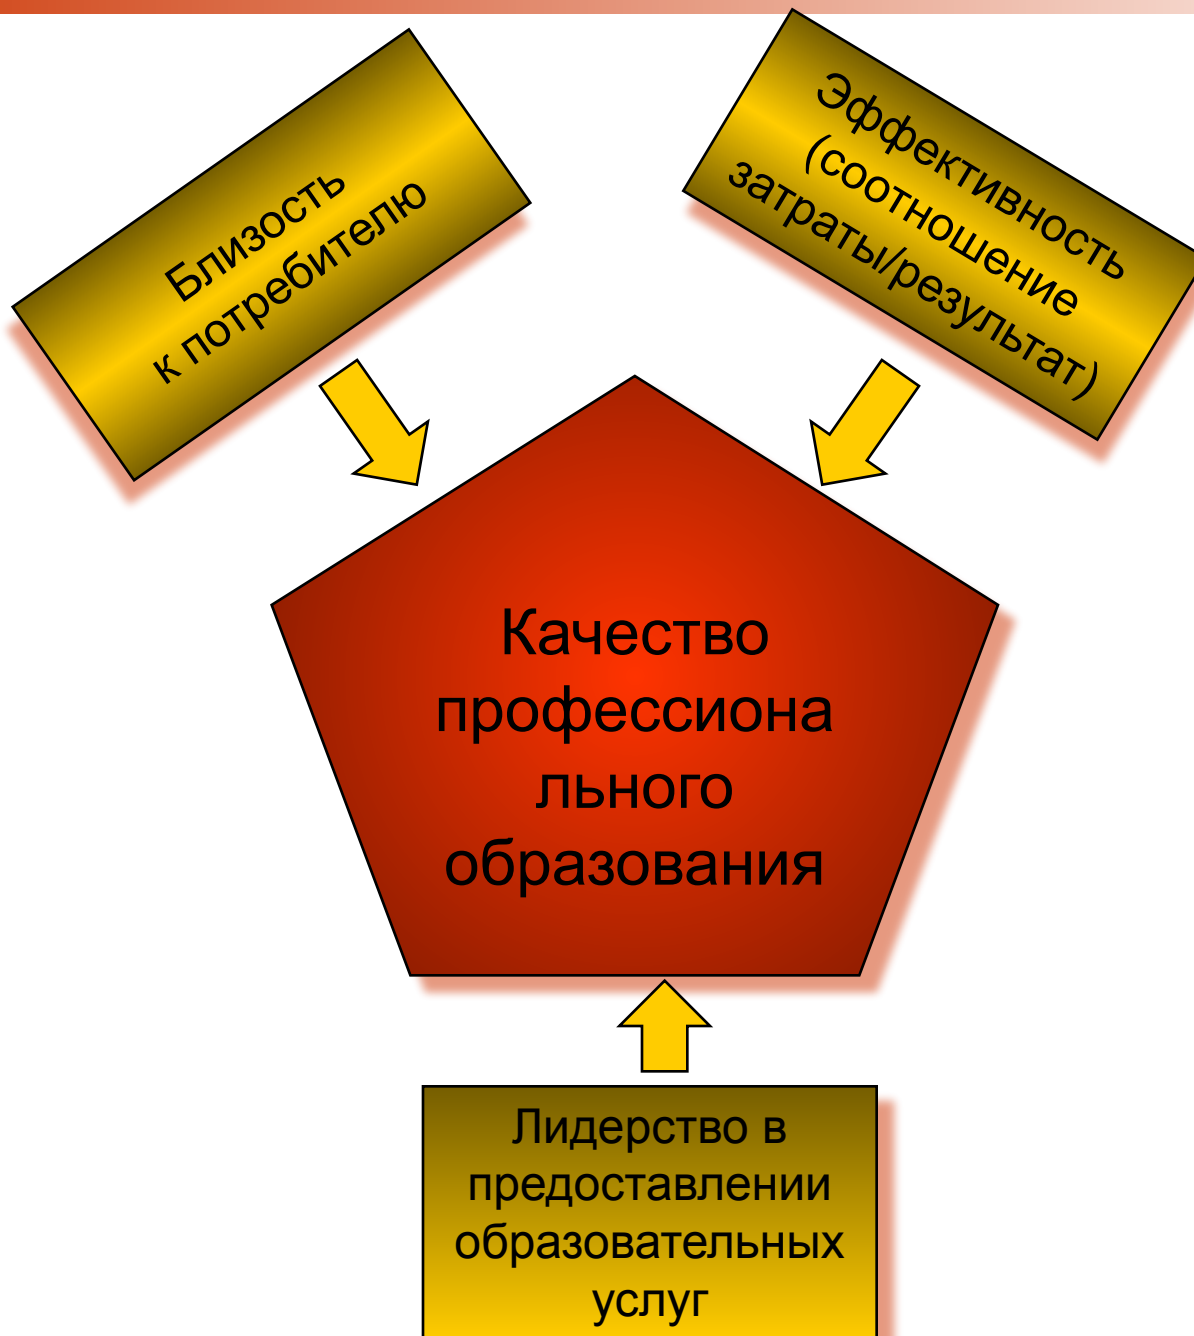 Близость
к потребителю
Эффективность
(соотношение
затраты/результат)
Качество
профессиона
льного
образования
Лидерство в
предоставлении
образовательных
услуг